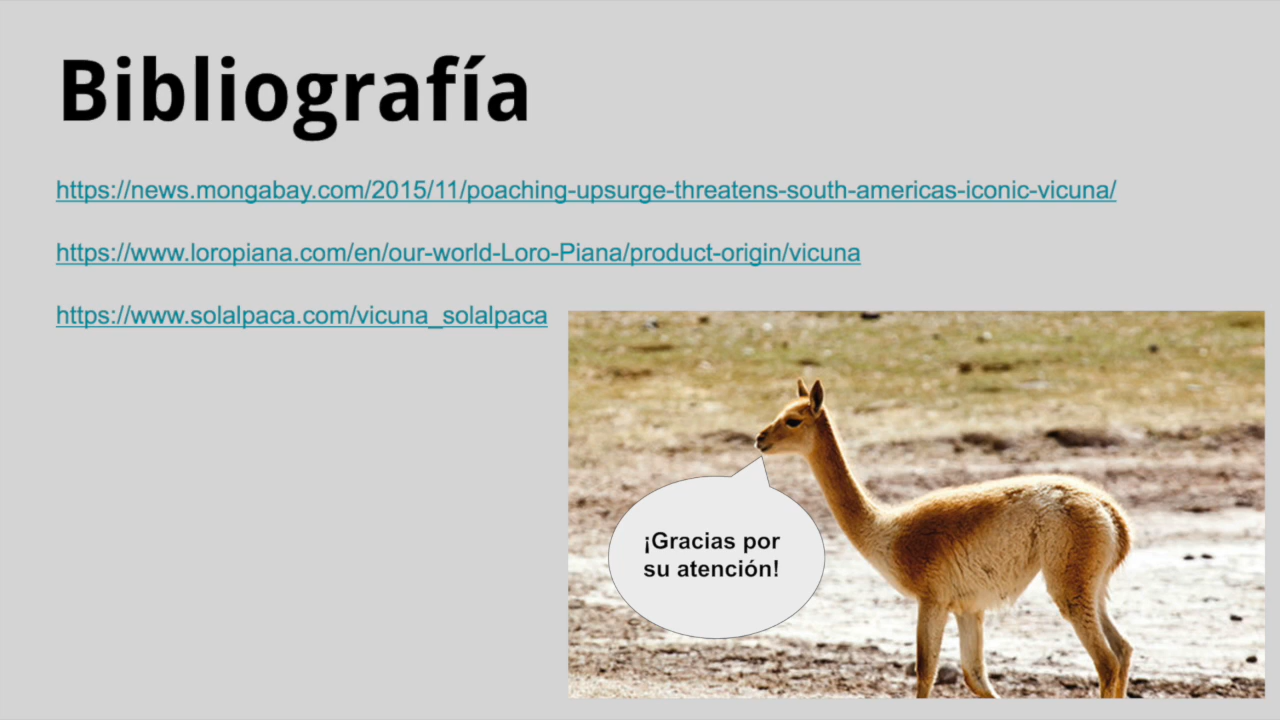 Bibliografía
https://news.mongabay.com/2015/11/poaching-upsurge-threatens-south-americas-iconic-vicuna/
https://www.loropiana.com/en/our-world-Loro-Piana/product-origin/vicuna
https://www.solalpaca.com/vicuna_solalpaca
¡Gracias por
su atención!